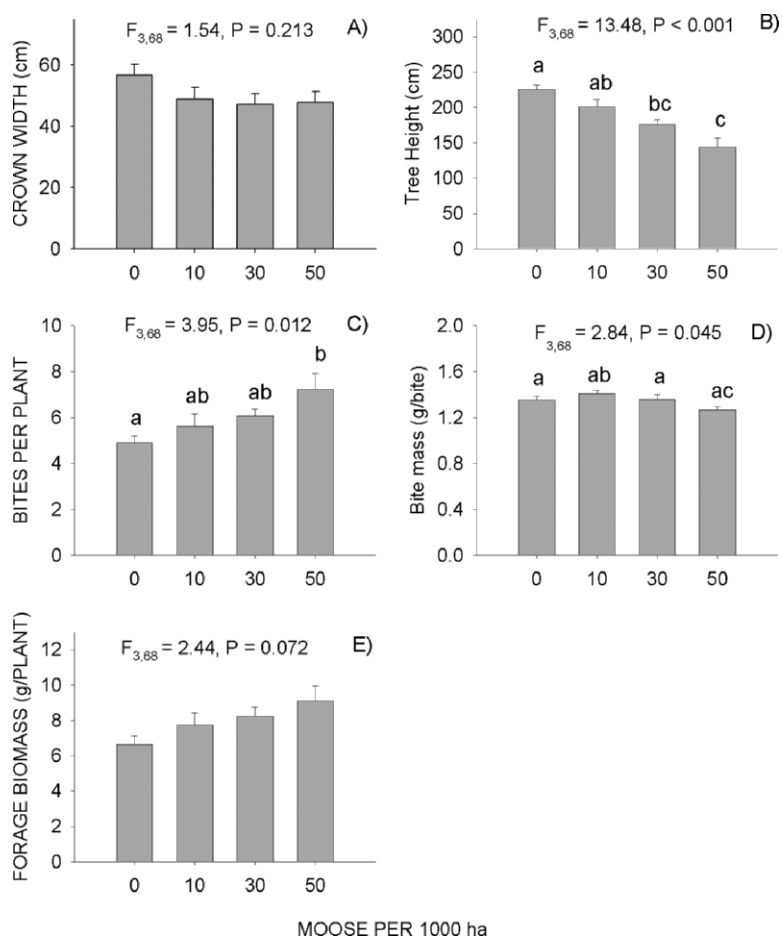 F3,68 = 1.54, P = 0.213 A)
CROWN WIDTH (cm)
60
40
20
0
0 10 30 50
F3,68 = 13.48, P < 0.001 B)
Tree Height (cm)
300
250
200
150
100
50
0
a ab bc c
0 10 30 50
F3,68 = 3.95, P = 0.012 C)
BITES PER PLANT
10
8
6
4
2
0
a ab ab b
0 10 30 50
F3,68 = 2.84, P = 0.045 D)
Bite mass (g/bite)
2.0
1.6
1.2
0.8
0.4
0.0
a ab a ac
0 10 30 50
F3,68 = 2.44, P = 0.072 E)
FORAGE BIOMASS (g/PLANT)
12
10
8
6
4
2
0
0 10 30 50
MOOSE PER 1000 ha